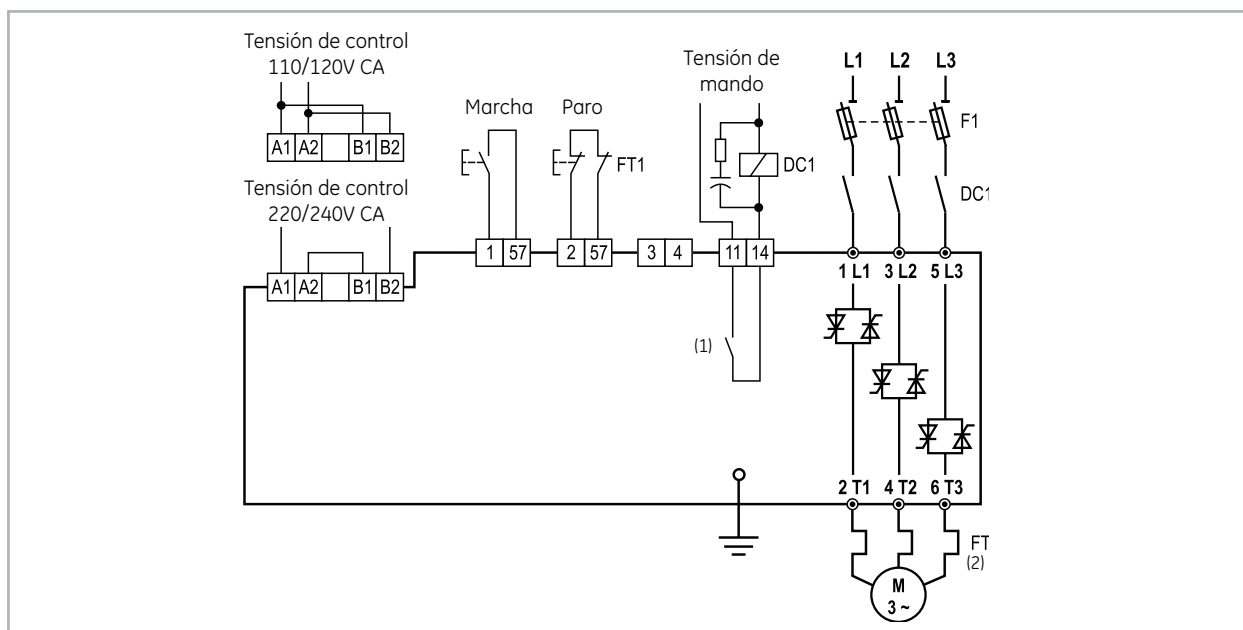 Tensión de control
110/120V CA
A1 A2 B1 B2
Tensión de control
220/240V CA
A1 A2 B1 B2
Marcha
Paro
FT1
1 57
2 57
3 4
Tensión de
mando
DC1
11 14
(1)
L1 L2 L3
F1
DC1
1 L1 3 L2 5 L3
2 T1 4 T2 6 T3
FT
(2)
M
3 ~